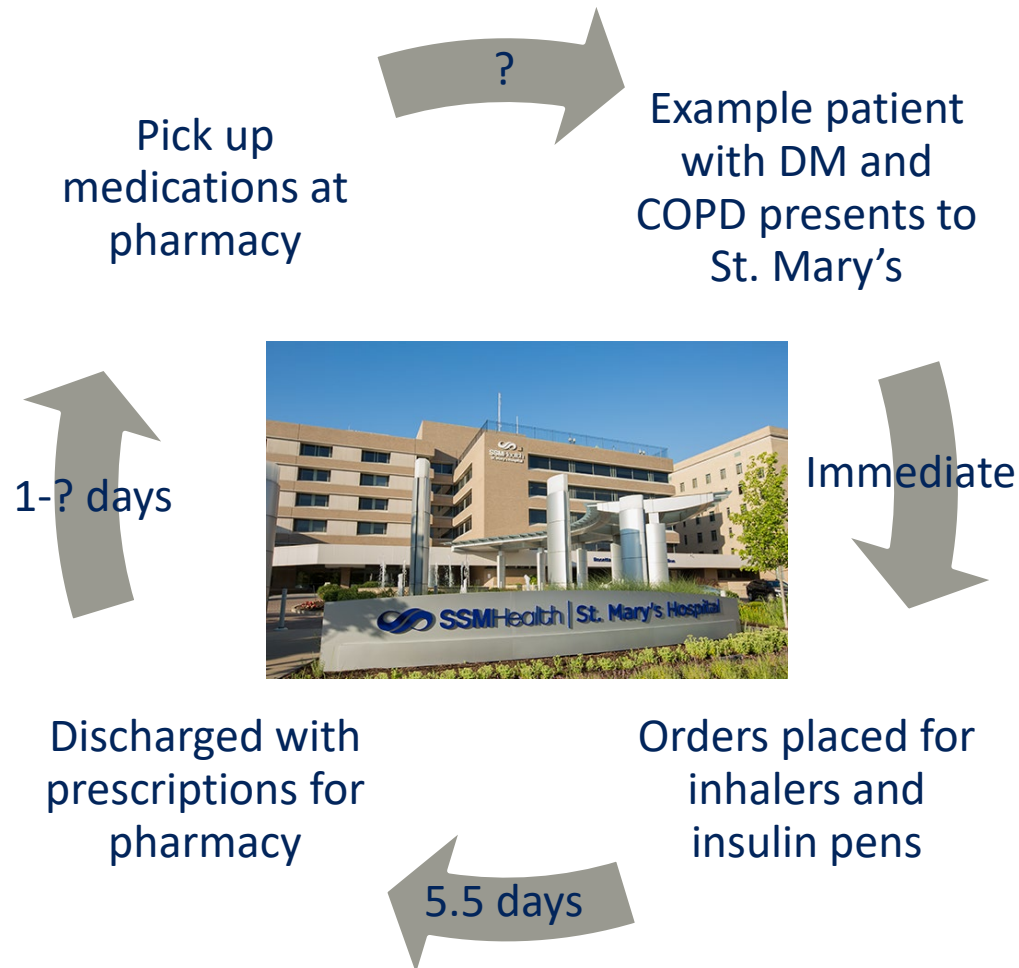 ?
Pick up
medications at
pharmacy
Example patient
with DM and
COPD presents to
St. Mary’s
Immediate
Orders placed for
inhalers and
insulin pens
5.5 days
Discharged with
prescriptions for
pharmacy
1-? days
SSMHealth
SSMHealth | St. Mary's Hospital